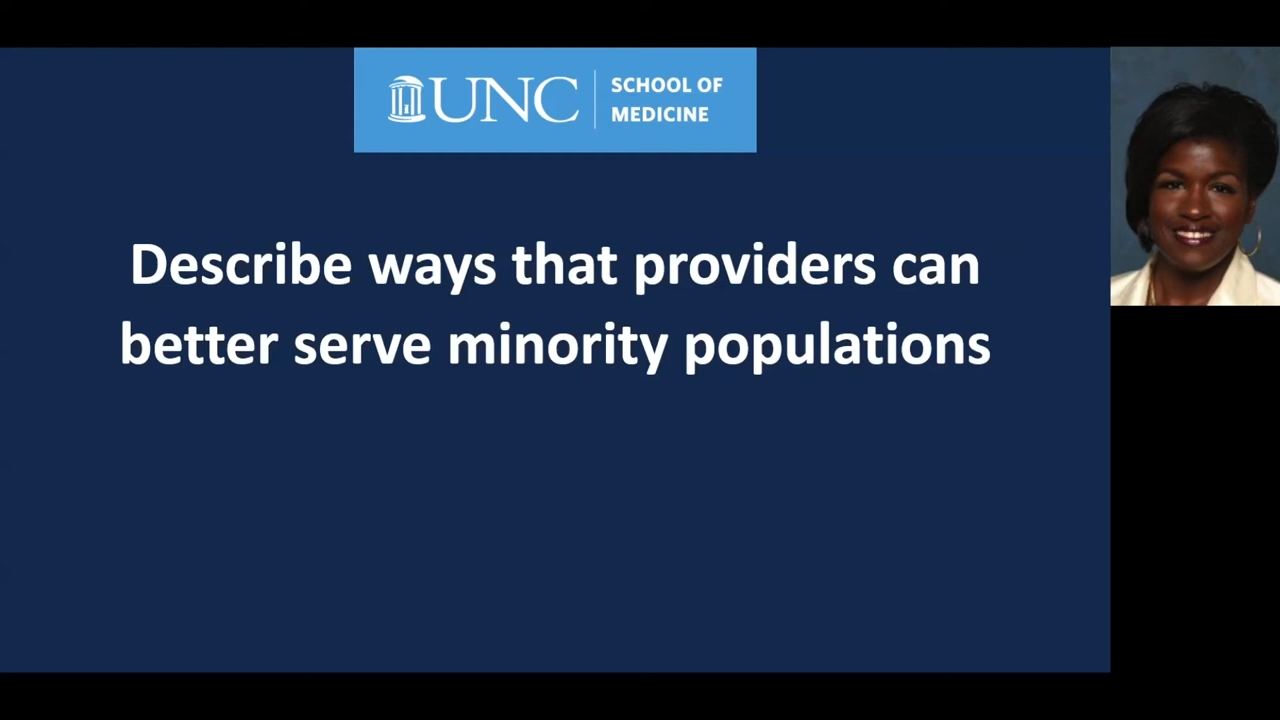 UNC
SCHOOL OF
MEDICINE
Describe ways that providers can
better serve minority populations